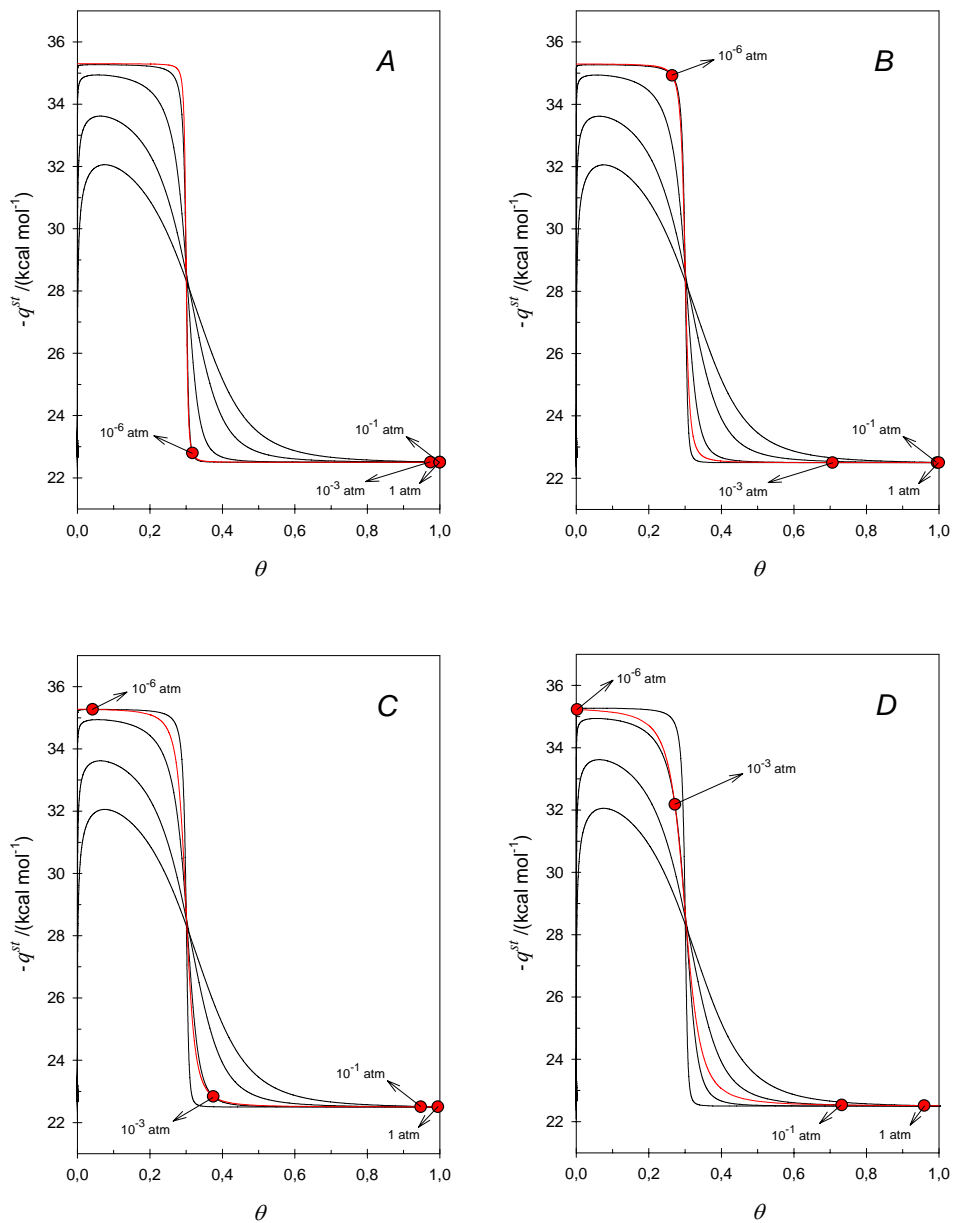 A
36
34
32
30
28
26
24
22
-q^st /(kcal mol^-1)
10^-6 atm
10^-1 atm
10^-3 atm
1 atm
0,0 0,2 0,4 0,6 0,8 1,0
θ
B
36
34
32
30
28
26
24
22
-q^st /(kcal mol^-1)
10^-6 atm
10^-1 atm
10^-3 atm
1 atm
0,0 0,2 0,4 0,6 0,8 1,0
θ
C
36
34
32
30
28
26
24
22
-q^st /(kcal mol^-1)
10^-6 atm
10^-1 atm
10^-3 atm
1 atm
0,0 0,2 0,4 0,6 0,8 1,0
θ
D
36
34
32
30
28
26
24
22
-q^st /(kcal mol^-1)
10^-6 atm
10^-3 atm
10^-1 atm
1 atm
0,0 0,2 0,4 0,6 0,8 1,0
θ